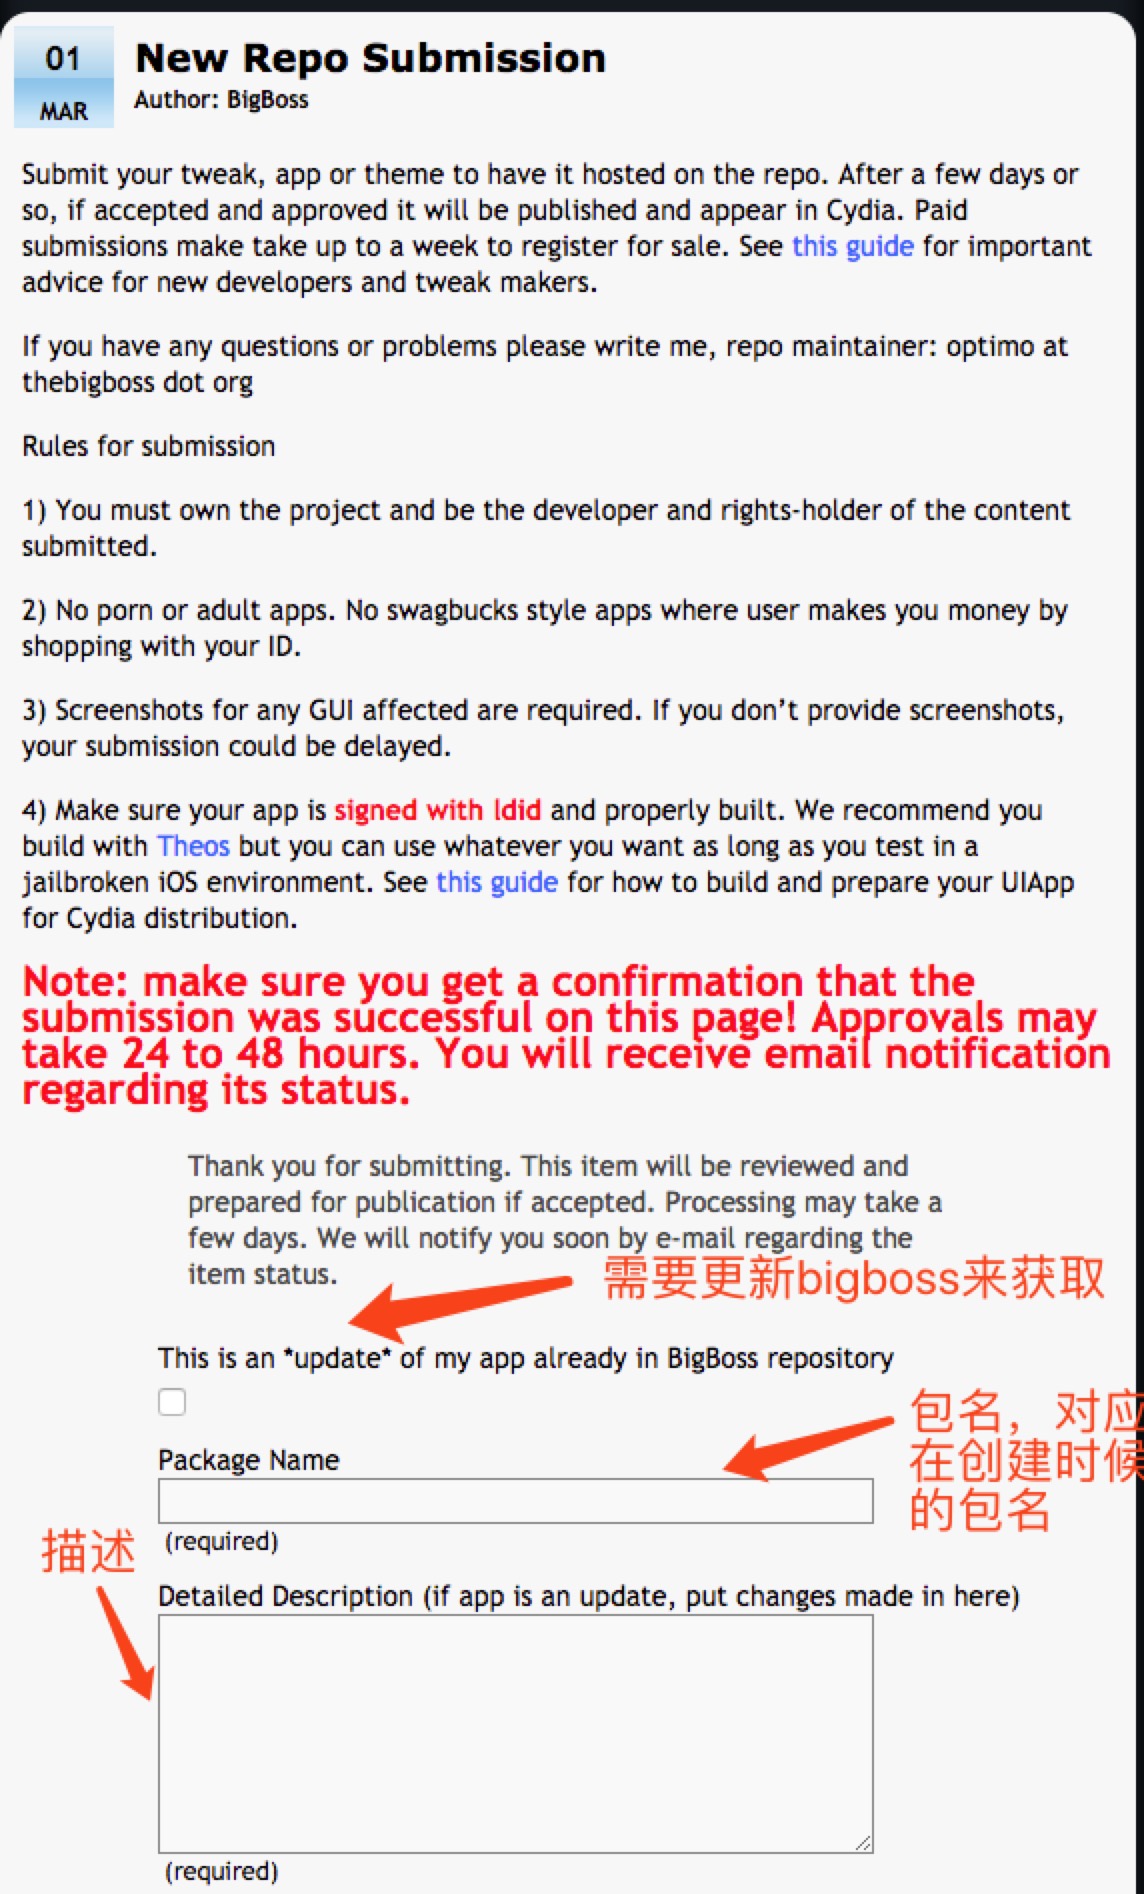 01
MAR
New Repo Submission
Author: BigBoss
Submit your tweak, app or theme to have it hosted on the repo. After a few days or
so, if accepted and approved it will be published and appear in Cydia. Paid
submissions make take up to a week to register for sale. See this guide for important
advice for new developers and tweak makers.
If you have any questions or problems please write me, repo maintainer: optimo at
thebigboss dot org
Rules for submission
1) You must own the project and be the developer and rights-holder of the content
submitted.
2) No porn or adult apps. No swagbucks style apps where user makes you money by
shopping with your ID.
3) Screenshots for any GUI affected are required. If you don’t provide screenshots,
your submission could be delayed.
4) Make sure your app is signed with ldid and properly built. We recommend you
build with Theos but you can use whatever you want as long as you test in a
jailbroken iOS environment. See this guide for how to build and prepare your UIApp
for Cydia distribution.
Note: make sure you get a confirmation that the
submission was successful on this page! Approvals may
take 24 to 48 hours. You will receive email notification
regarding its status.
Thank you for submitting. This item will be reviewed and
prepared for publication if accepted. Processing may take a
few days. We will notify you soon by e-mail regarding the
item status.
需要更新bigboss来获取
This is an *update* of my app already in BigBoss repository
包名，对应
在创建时候
的包名
Package Name
(required)
描述
Detailed Description (if app is an update, put changes made in here)
(required)